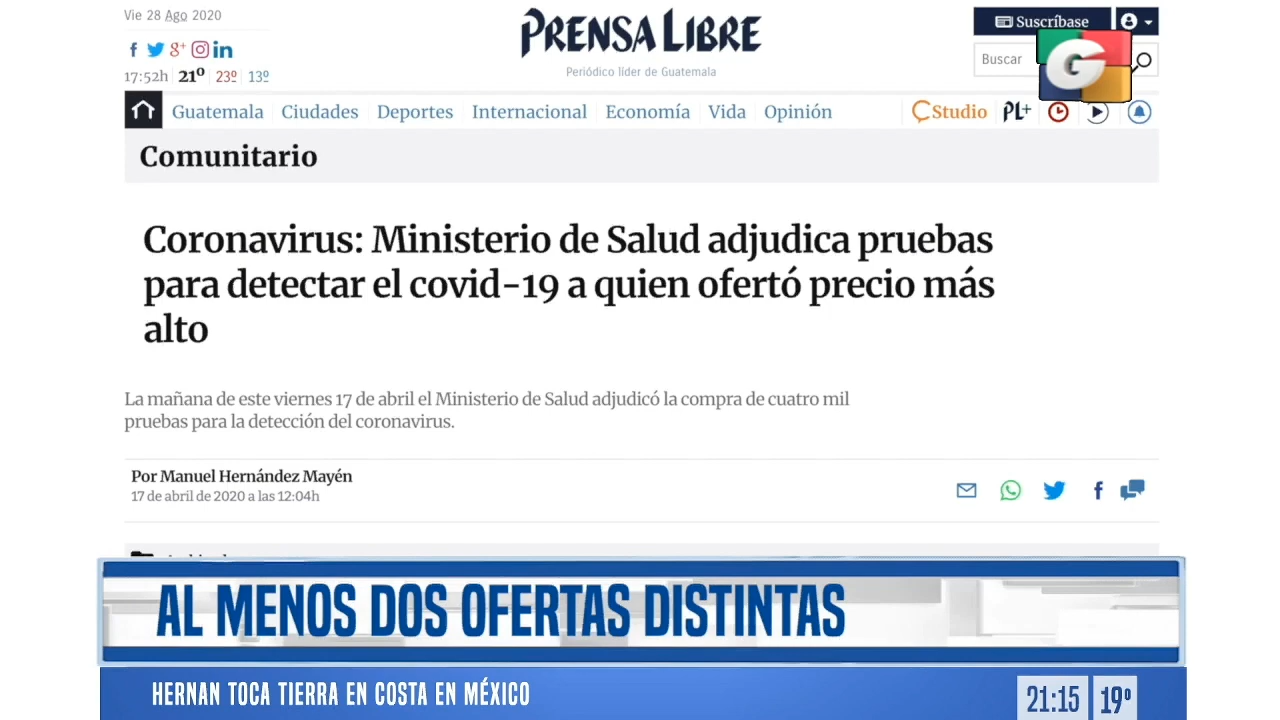 Vie 28 Ago 2020
PRENSA LIBRE
Periódico líder de Guatemala
Suscríbase
17:52h 21º 23º 13º
Buscar
G
Guatemala Ciudades Deportes Internacional Economía Vida Opinión Studio PL+
Comunitario
Coronavirus: Ministerio de Salud adjudica pruebas
para detectar el covid-19 a quien ofertó precio más
alto
La mañana de este viernes 17 de abril el Ministerio de Salud adjudicó la compra de cuatro mil
pruebas para la detección del coronavirus.
Por Manuel Hernández Mayén
17 de abril de 2020 a las 12:04h
AL MENOS DOS OFERTAS DISTINTAS
HERNAN TOCA TIERRA EN COSTA EN MÉXICO
21:15 19º